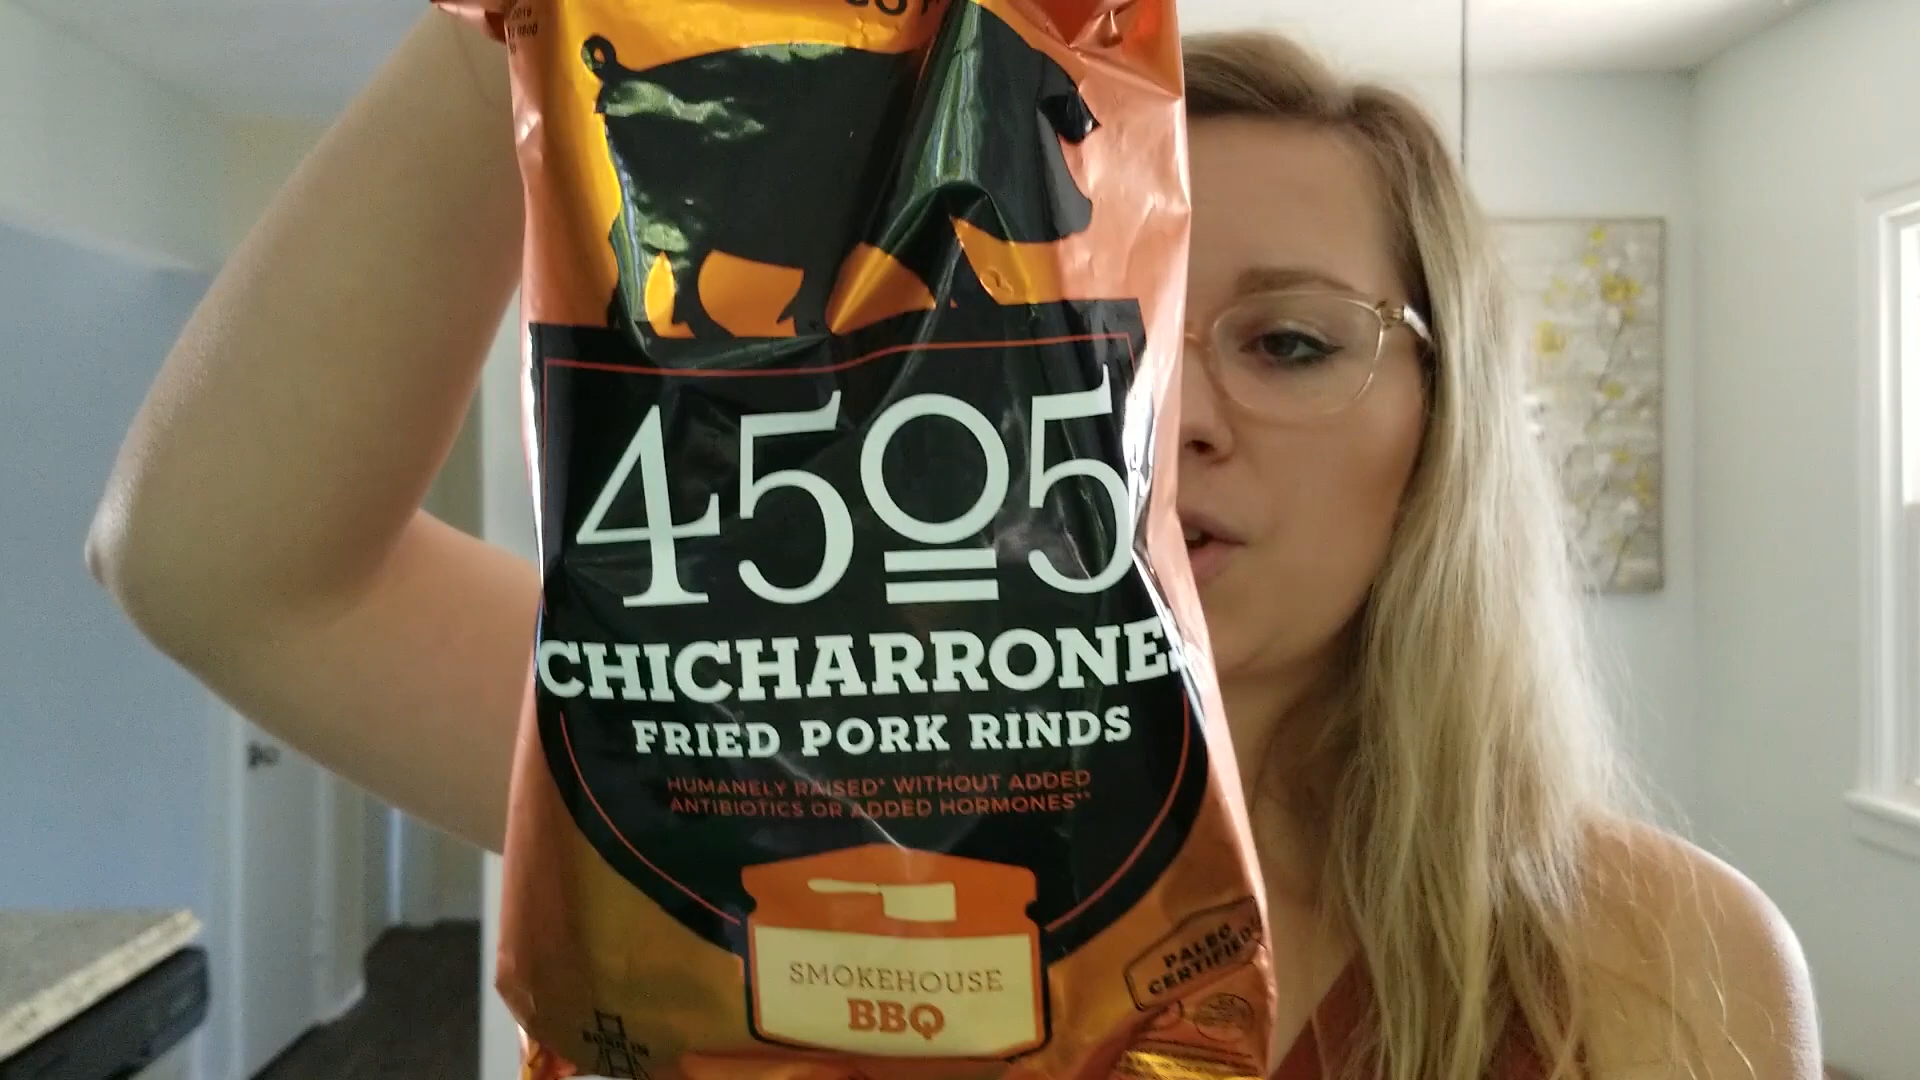 4505
CHICHARRONES
FRIED PORK RINDS
HUMANELY RAISED* WITHOUT ADDED
ANTIBIOTICS OR ADDED HORMONES**
SMOKEHOUSE
BBQ
PALEO
CERTIFIED